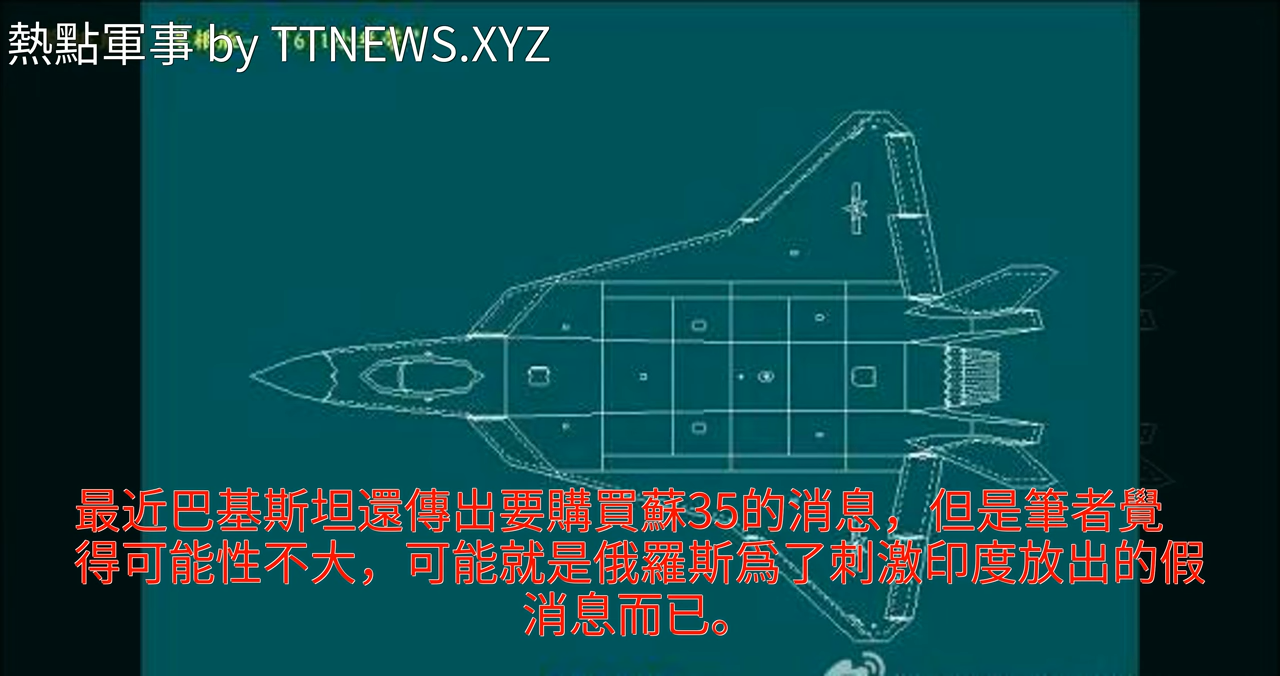 熱點軍事 by TTNEWS.XYZ
最近巴基斯坦還傳出要購買蘇35的消息，但是筆者覺
得可能性不大，可能就是俄羅斯爲了刺激印度放出的假
消息而已。